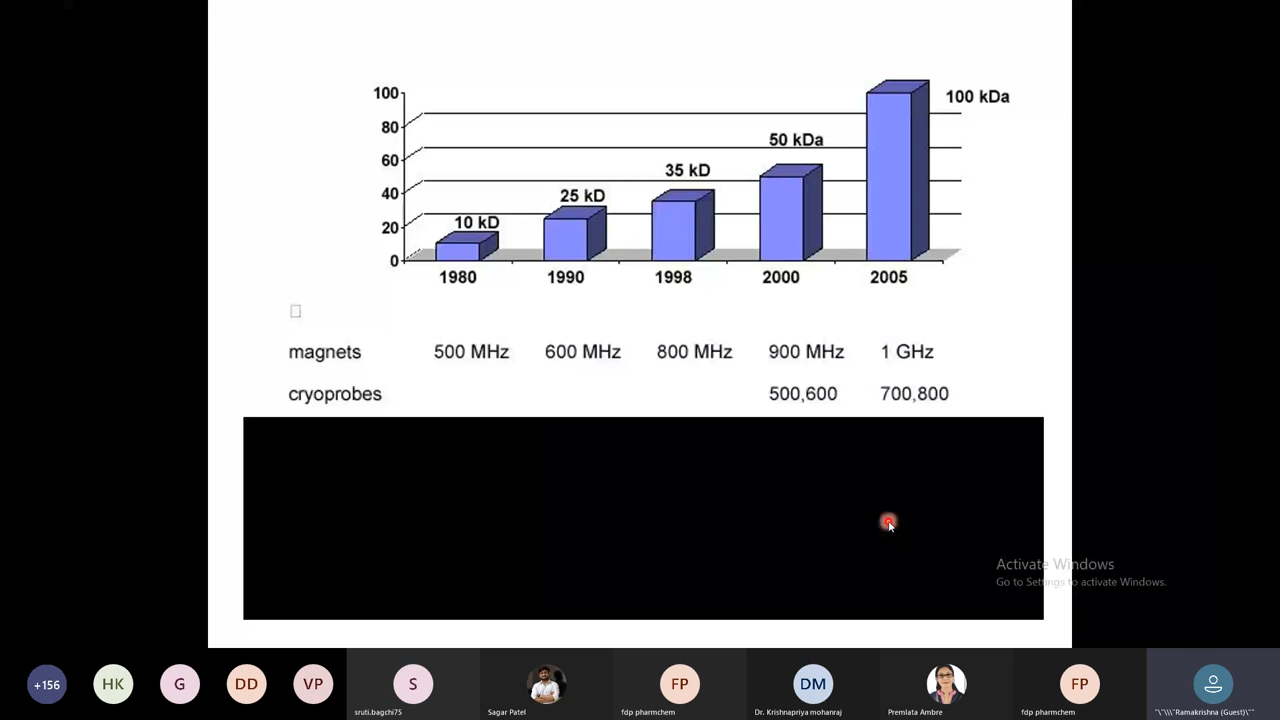 100
80
60
40
20
0
10 kD
25 kD
35 kD
50 kDa
100 kDa
1980 1990 1998 2000 2005
magnets 500 MHz 600 MHz 800 MHz 900 MHz 1 GHz
cryoprobes 500,600 700,800
Activate Windows
Go to Settings to activate Windows.
+156 HK G DD VP S FP DM FP
sruti.bagchi75 Sagar Patel fdp pharmchem Dr. Krishnapriya mohanraj Premlata Ambre fdp pharmchem "\"\\\"Ramakrishna (Guest)\""